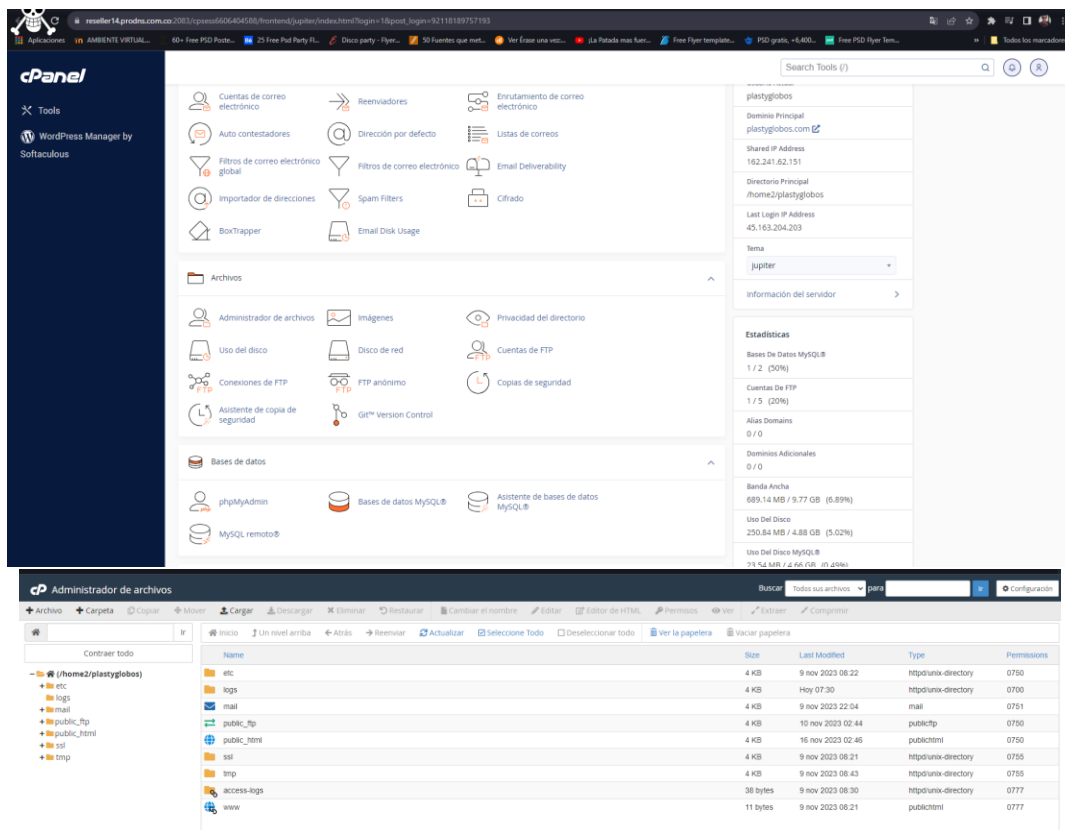 reseller14.prodns.com.co:2083/cpsess6606404588/frontend/jupiter/index.html?login=1&post_login=92118189757193
Aplicaciones AMBIENTE VIRTUAL... 60+ Free PSD Poste... 25 Free Psd Party Fl... Disco party - Flyer... 50 Fuentes que met... Ver Érase una vez:... ¡La Patada mas fuer... Free Flyer template... PSD gratis, +6,400... Free PSD Flyer Tem... » Todos los marcadore
cPanel
Search Tools (/)
Tools
WordPress Manager by
Softaculous
Cuentas de correo
electrónico
Reenviadores
Enrutamiento de correo
electrónico
Auto contestadores
Dirección por defecto
Listas de correos
Filtros de correo electrónico
global
Filtros de correo electrónico
Email Deliverability
Importador de direcciones
Spam Filters
Cifrado
BoxTrapper
Email Disk Usage
Archivos
Administrador de archivos
Imágenes
Privacidad del directorio
Uso del disco
Disco de red
Cuentas de FTP
Conexiones de FTP
FTP anónimo
Copias de seguridad
Asistente de copia de
seguridad
Git™ Version Control
Bases de datos
phpMyAdmin
Bases de datos MySQL®
Asistente de bases de datos
MySQL®
MySQL remoto®
plastyglobos
Dominio Principal
plastyglobos.com
Shared IP Address
162.241.62.151
Directorio Principal
/home2/plastyglobos
Last Login IP Address
45.163.204.203
Tema
jupiter
Información del servidor
Estadísticas
Bases De Datos MySQL®
1 / 2 (50%)
Cuentas De FTP
1 / 5 (20%)
Alias Domains
0 / 0
Dominios Adicionales
0 / 0
Banda Ancha
689.14 MB / 9.77 GB (6.89%)
Uso Del Disco
250.84 MB / 4.88 GB (5.02%)
Uso Del Disco MySQL®
23.54 MB / 4.66 GB (0.49%)
cP Administrador de archivos
Buscar Todos sus archivos para Ir Configuración
Archivo Carpeta Copiar Mover Cargar Descargar Eliminar Restaurar Cambiar el nombre Editar Editor de HTML Permisos Ver Extraer Comprimir
Ir Inicio Un nivel arriba Atrás Reenviar Actualizar Seleccione Todo Deseleccionar todo Ver la papelera Vaciar papelera
Contraer todo
(/home2/plastyglobos)
etc
logs
mail
public_ftp
public_html
ssl
tmp
Name Size Last Modified Type Permissions
etc 4 KB 9 nov 2023 08:22 httpd/unix-directory 0750
logs 4 KB Hoy 07:30 httpd/unix-directory 0700
mail 4 KB 9 nov 2023 22:04 mail 0751
public_ftp 4 KB 10 nov 2023 02:44 publicftp 0750
public_html 4 KB 16 nov 2023 02:46 publichtml 0750
ssl 4 KB 9 nov 2023 08:21 httpd/unix-directory 0755
tmp 4 KB 9 nov 2023 08:43 httpd/unix-directory 0755
access-logs 38 bytes 9 nov 2023 08:30 httpd/unix-directory 0777
www 11 bytes 9 nov 2023 08:21 publichtml 0777